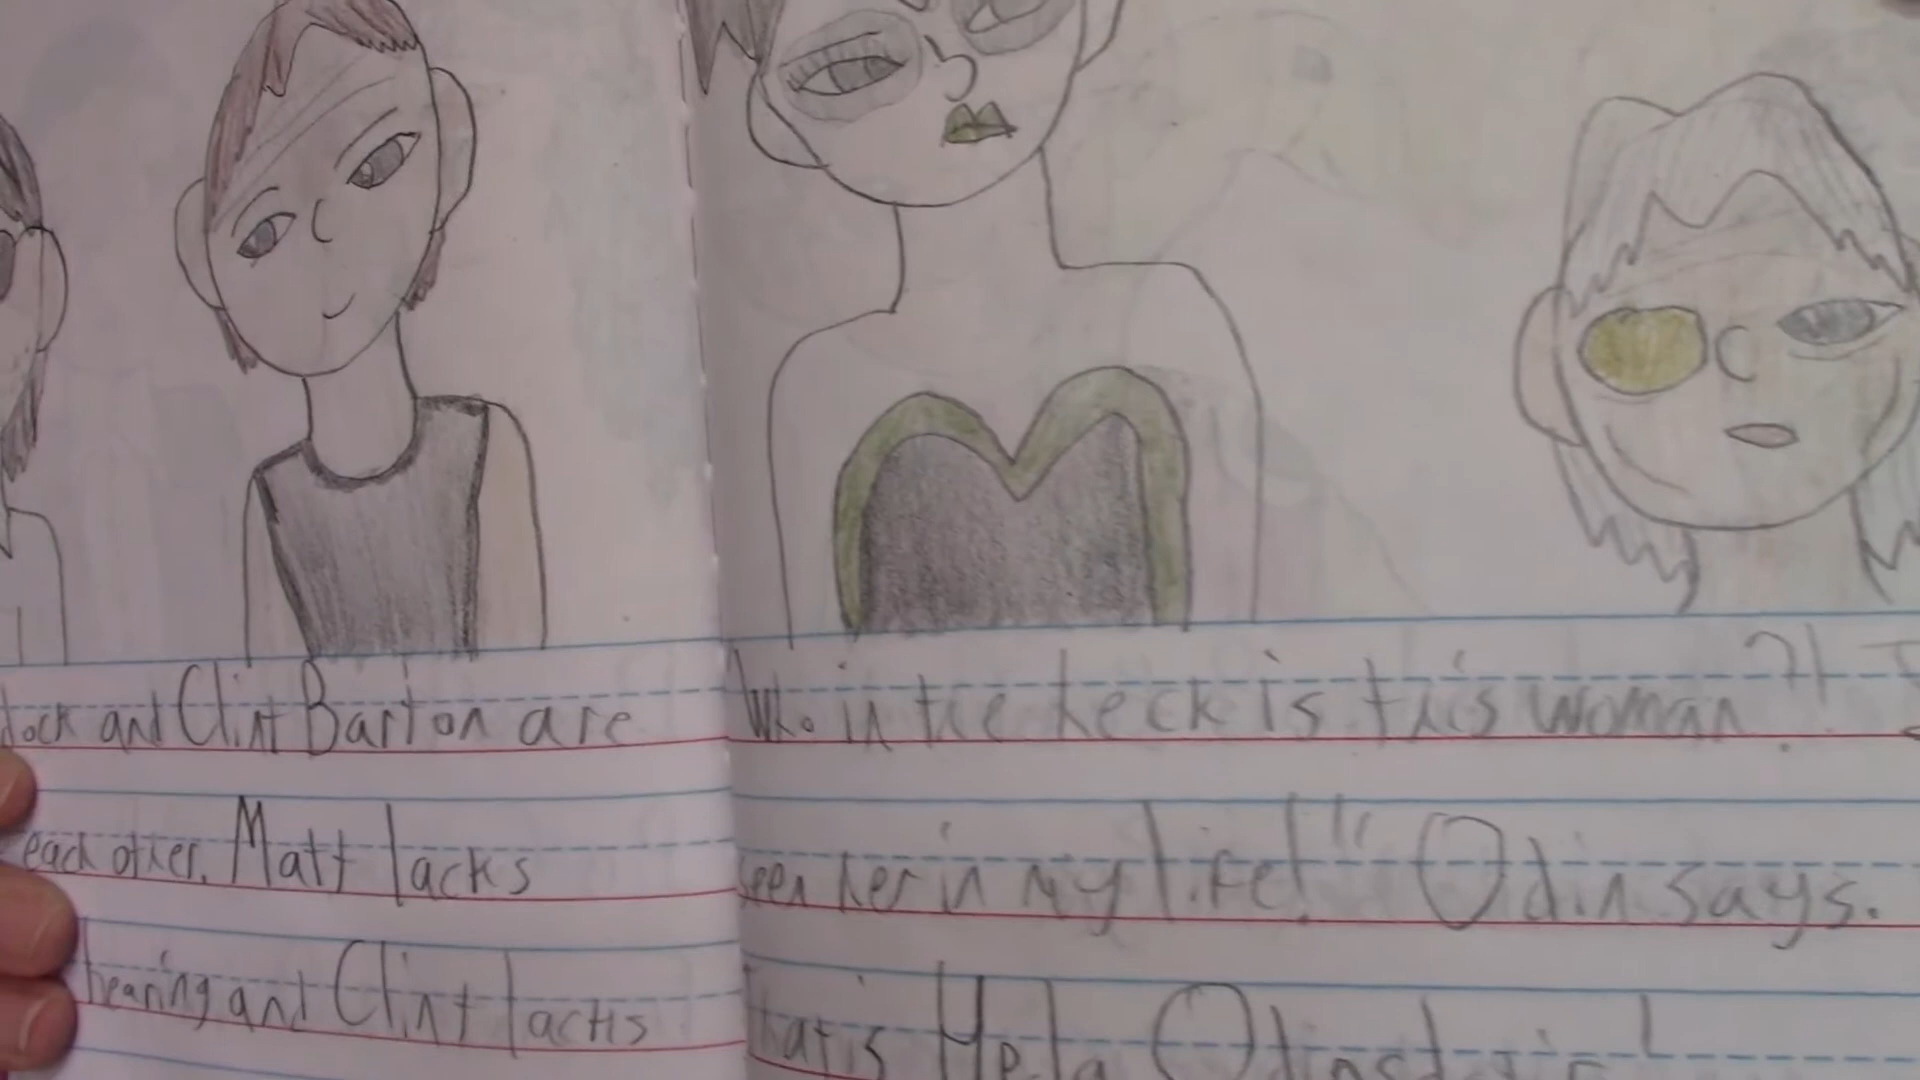 dock and Clint Barton are
each other. Matt lacks
hearing and Clint lacks
Who in the heck is this woman?! I
seen her in my life!" Odin says.
that is Hela Odinsdottir